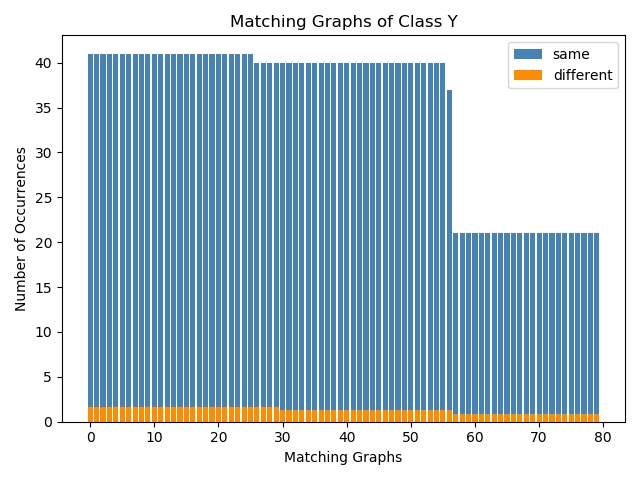 Matching Graphs of Class Y
same
different
Number of Occurrences
40
35
30
25
20
15
10
5
0
0 10 20 30 40 50 60 70 80
Matching Graphs